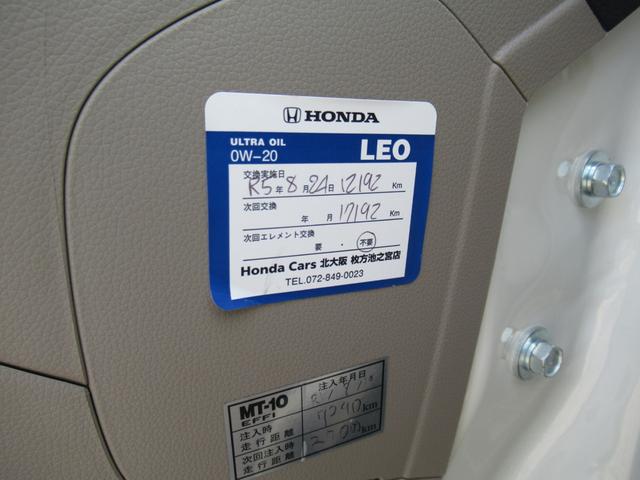 HONDA
ULTRA OIL
0W-20 LEO
交換実施日
R5年 8月 24日 12192 Km
次回交換
年 月 17192 Km
次回エレメント交換
要・不要
Honda Cars 北大阪 枚方池之宮店
TEL.072-849-0023
注入年月日
MT-10
EFFI
注入時
走行距離 7240km
次回注入時
走行距離 km